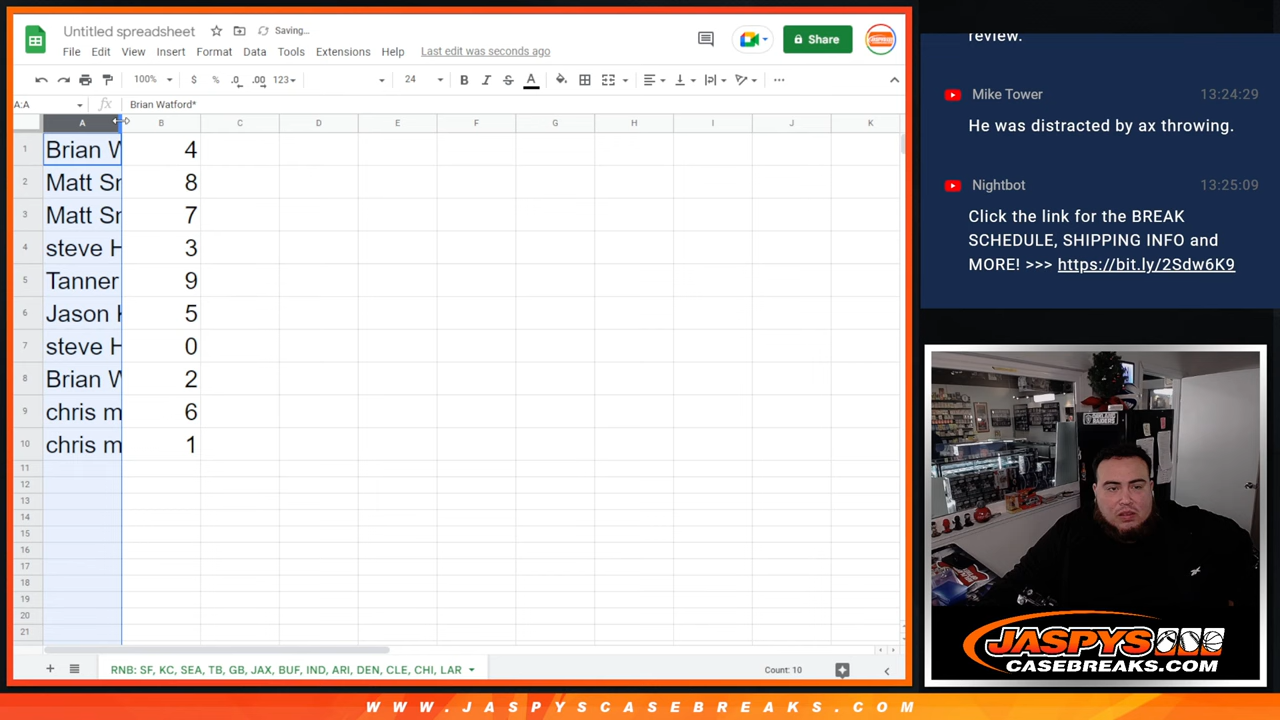 Untitled spreadsheet
Saving...
File Edit View Insert Format Data Tools Extensions Help
Last edit was seconds ago
Share
100% $ % .0 .00 123 24 B I S A
A:A fx Brian Watford*
A B C D E F G H I J K
1 Brian W 4
2 Matt Sr 8
3 Matt Sr 7
4 steve H 3
5 Tanner 9
6 Jason K 5
7 steve H 0
8 Brian W 2
9 chris m 6
10 chris m 1
11
12
13
14
15
16
17
18
19
20
21
RNB: SF, KC, SEA, TB, GB, JAX, BUF, IND, ARI, DEN, CLE, CHI, LAR
Count: 10
review.
Mike Tower 13:24:29
He was distracted by ax throwing.
Nightbot 13:25:09
Click the link for the BREAK
SCHEDULE, SHIPPING INFO and
MORE! >>> https://bit.ly/2Sdw6K9
JASPYS
CASEBREAKS.COM
WWW.JASPYSCASEBREAKS.COM